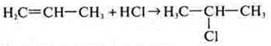 H₂C=CH—CH₃ + HCl → H₃C—CH—CH₃
Cl